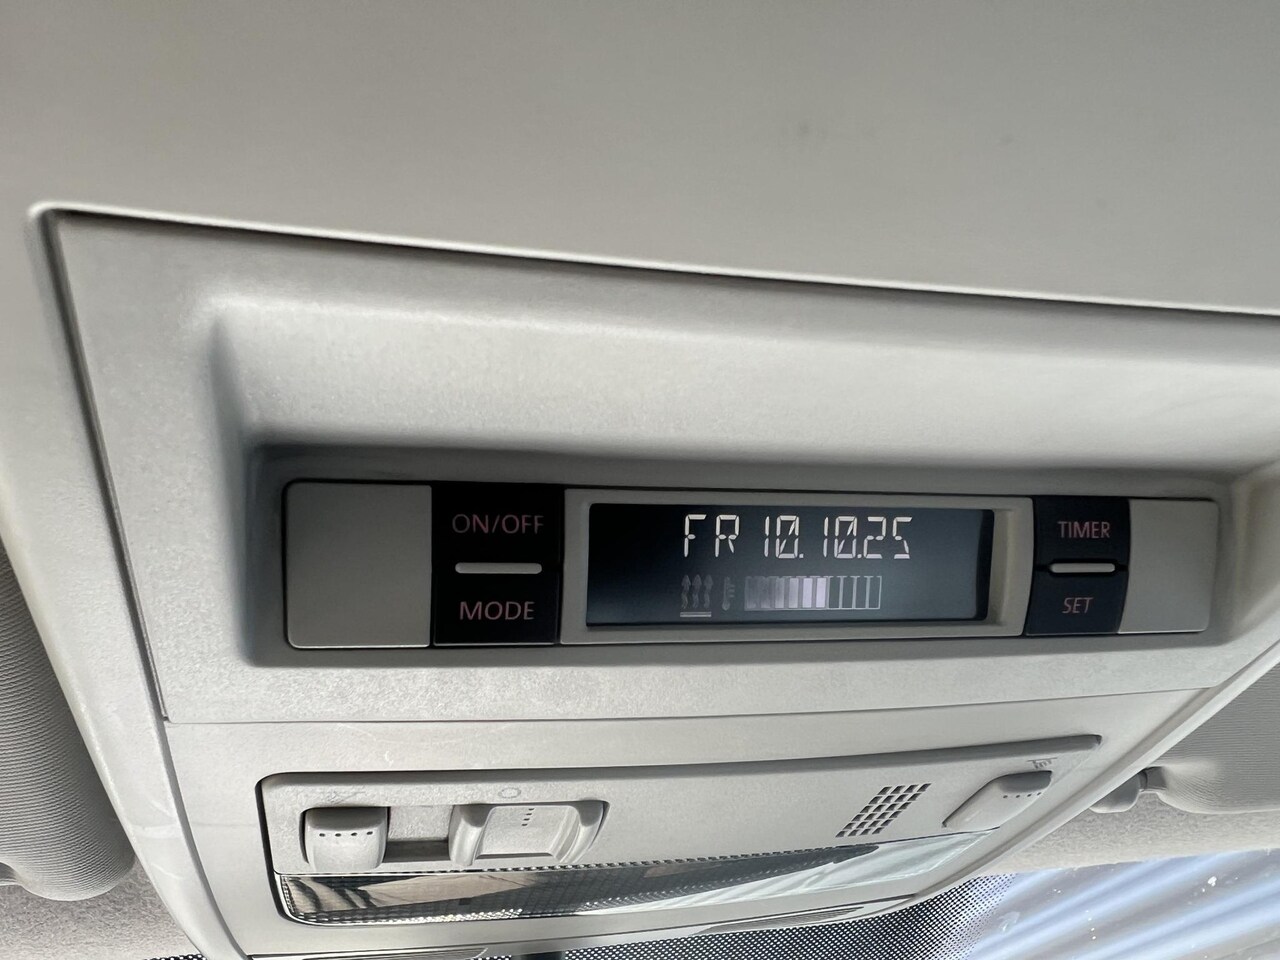 ON/OFF
MODE
FR 10.10.25
TIMER
SET